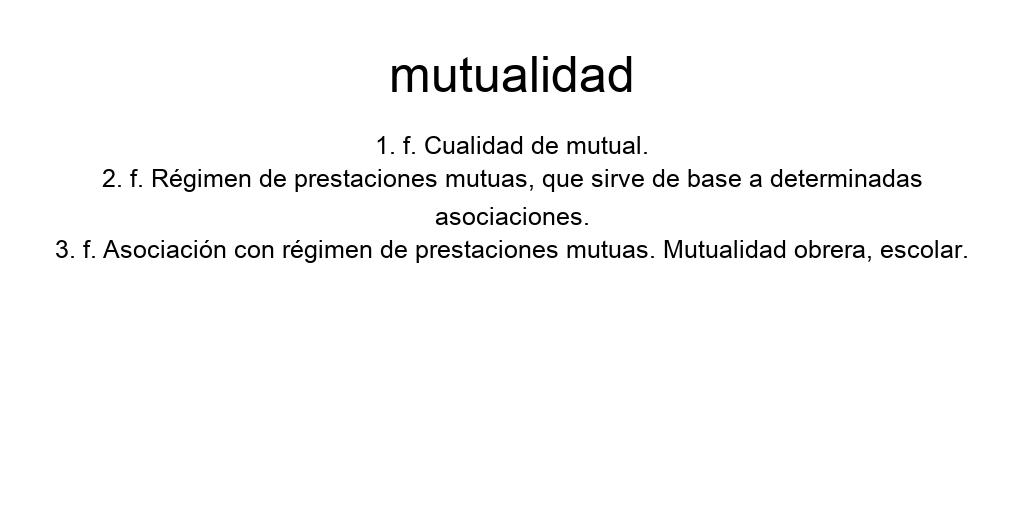 mutualidad
1. f. Cualidad de mutual.
2. f. Régimen de prestaciones mutuas, que sirve de base a determinadas
asociaciones.
3. f. Asociación con régimen de prestaciones mutuas. Mutualidad obrera, escolar.